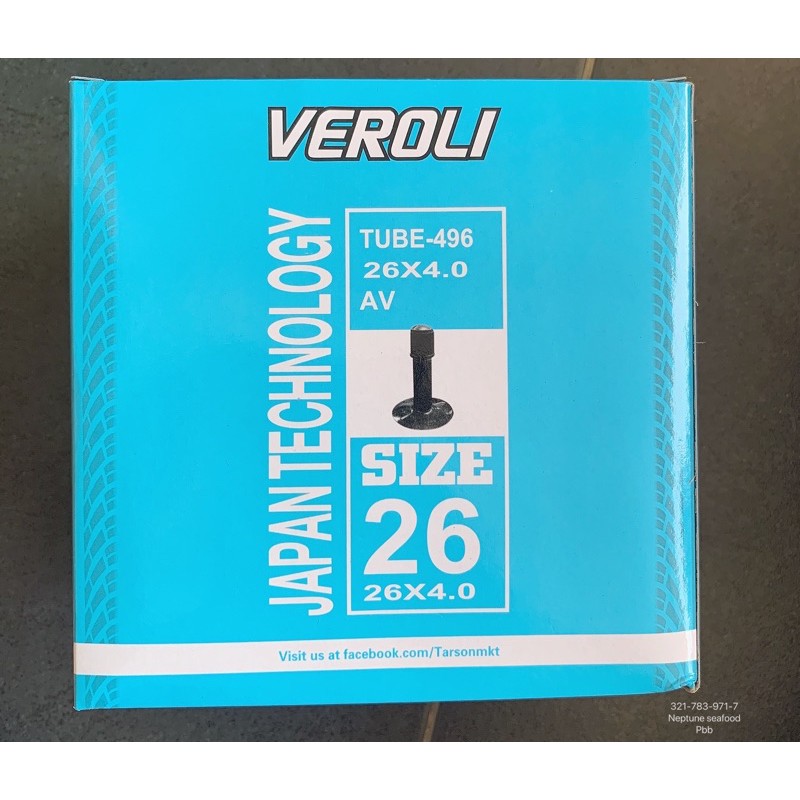 VEROLI
JAPAN TECHNOLOGY
TUBE-496
26X4.0
AV
SIZE
26
26X4.0
Visit us at facebook.com/Tarsonmkt
321-783-971-7
Neptune seafood
Pbb